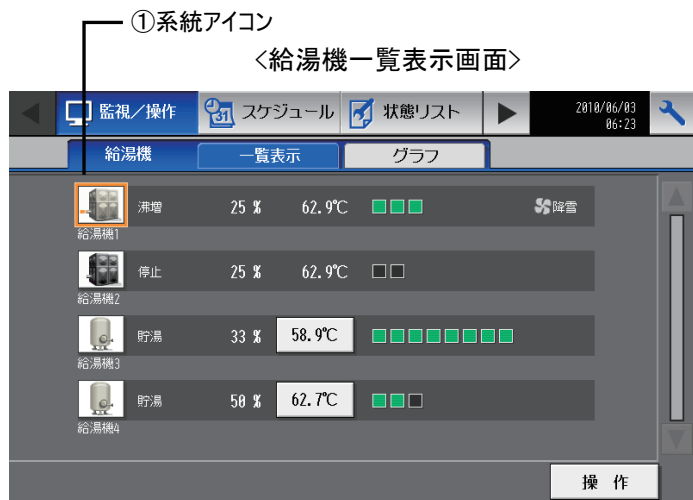 ①系統アイコン
<給湯機一覧表示画面>
監視／操作 31 スケジュール 状態リスト 2010/06/03
06:23
給湯機 一覧表示 グラフ
沸増 25 % 62.9℃ 降雪
給湯機1
停止 25 % 62.9℃
給湯機2
貯湯 33 % 58.9℃
給湯機3
貯湯 50 % 62.7℃
給湯機4
操 作